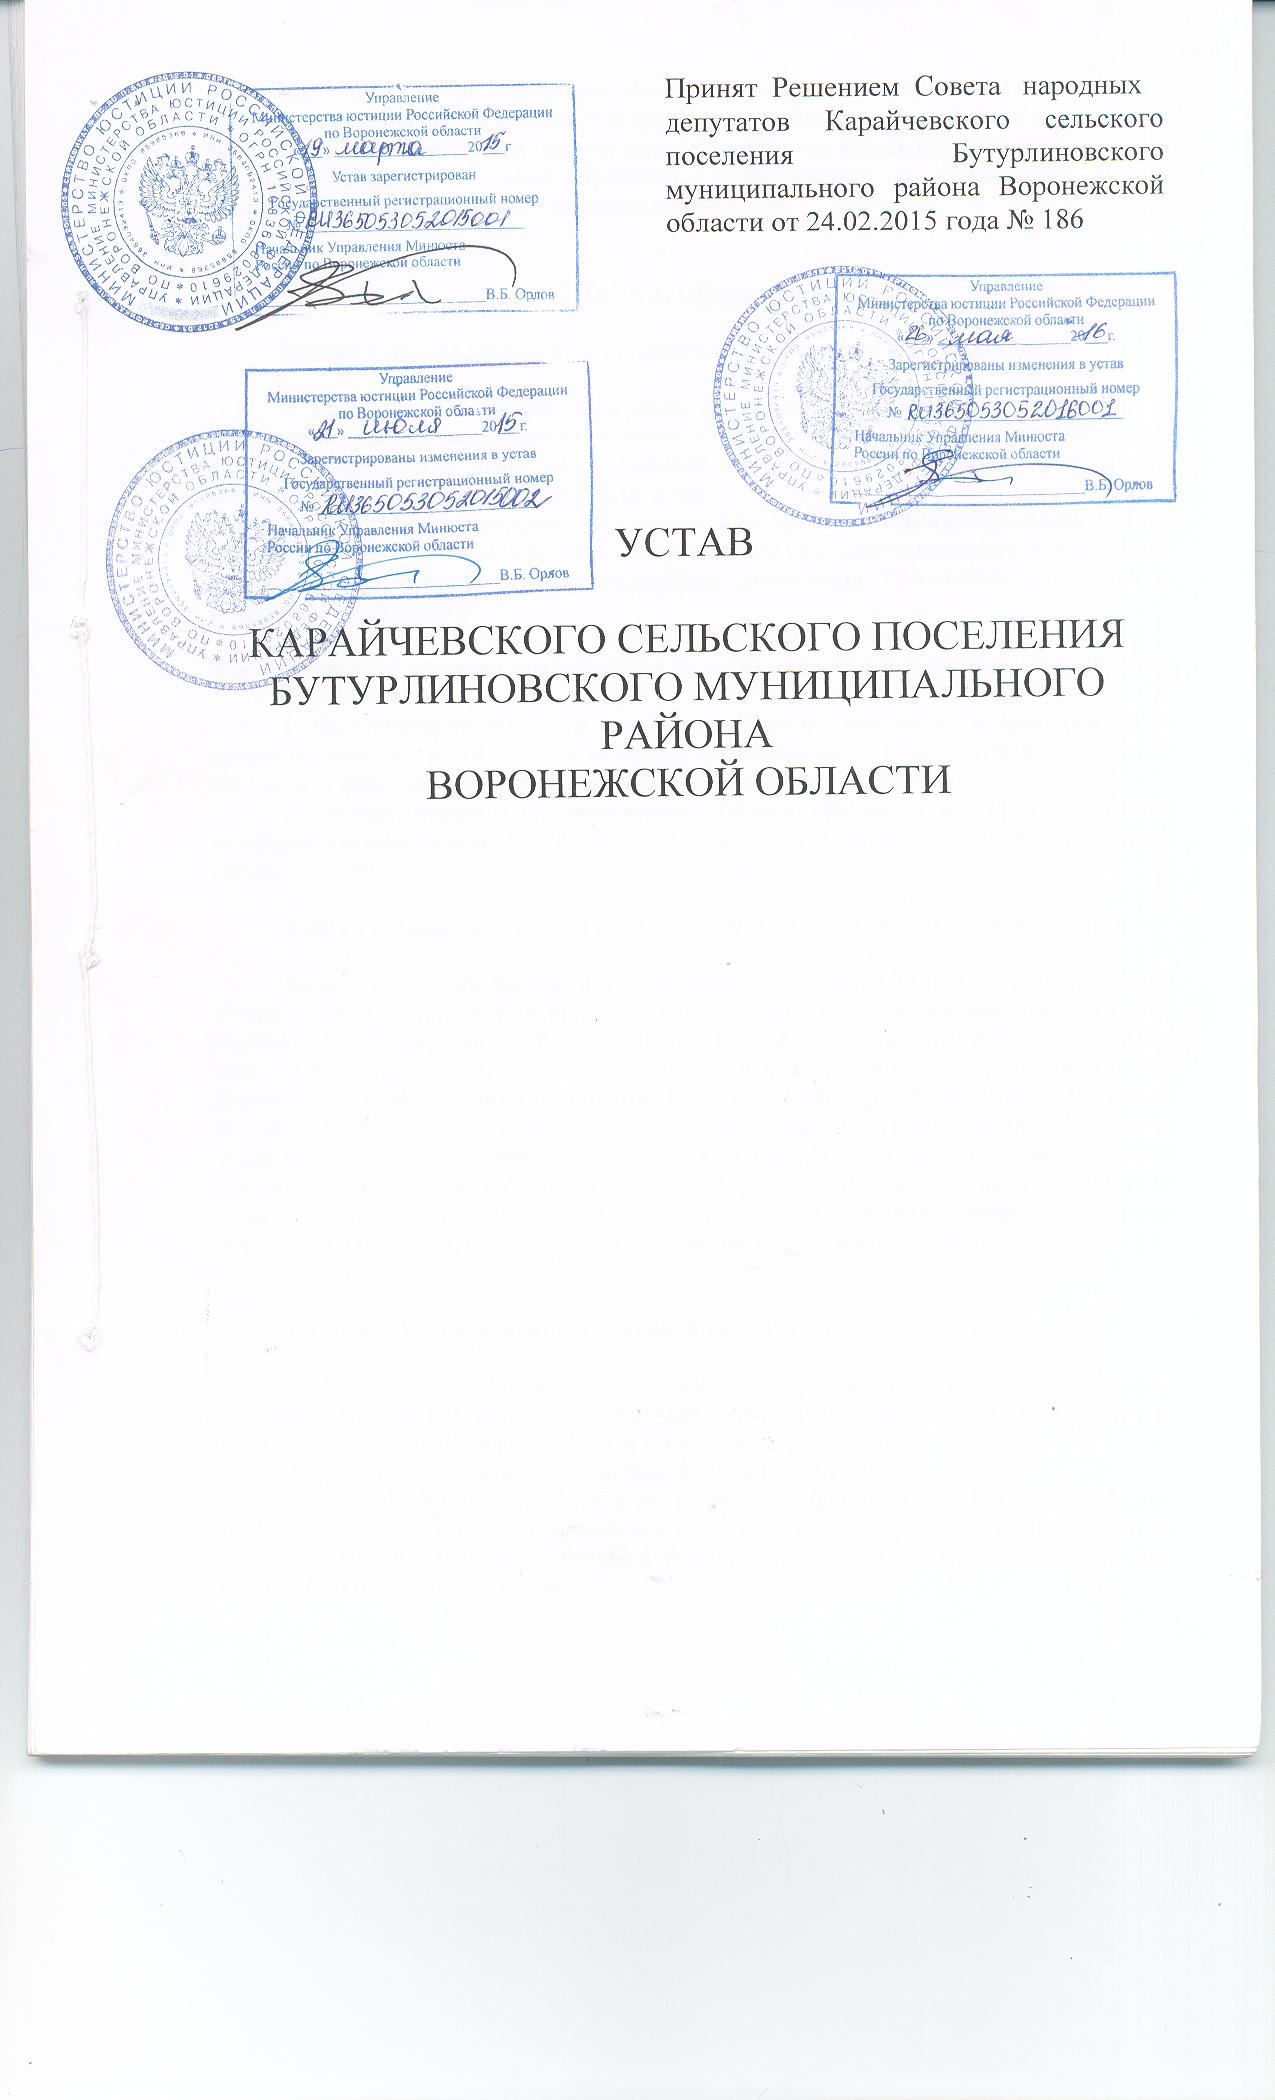 Управление
Министерства юстиции Российской Федерации
по Воронежской области
«19» марта 2015 г
Устав зарегистрирован
Государственный регистрационный номер
№ RU365053052015001
Начальник Управления Минюста
России по Воронежской области
В.Б. Орлов
Принят Решением Совета народных
депутатов Карайчевского сельского
поселения Бутурлиновского
муниципального района Воронежской
области от 24.02.2015 года № 186
Управление
Министерства юстиции Российской Федерации
по Воронежской области
«26» мая 2016 г.
Зарегистрированы изменения в устав
Государственный регистрационный номер
№ RU365053052016001
Начальник Управления Минюста
России по Воронежской области
В.Б. Орлов
Управление
Министерства юстиции Российской Федерации
по Воронежской области
«21» июля 2015 г.
Зарегистрированы изменения в устав
Государственный регистрационный номер
№ RU365053052015002
Начальник Управления Минюста
России по Воронежской области
В.Б. Орлов
УСТАВ
КАРАЙЧЕВСКОГО СЕЛЬСКОГО ПОСЕЛЕНИЯ
БУТУРЛИНОВСКОГО МУНИЦИПАЛЬНОГО
РАЙОНА
ВОРОНЕЖСКОЙ ОБЛАСТИ